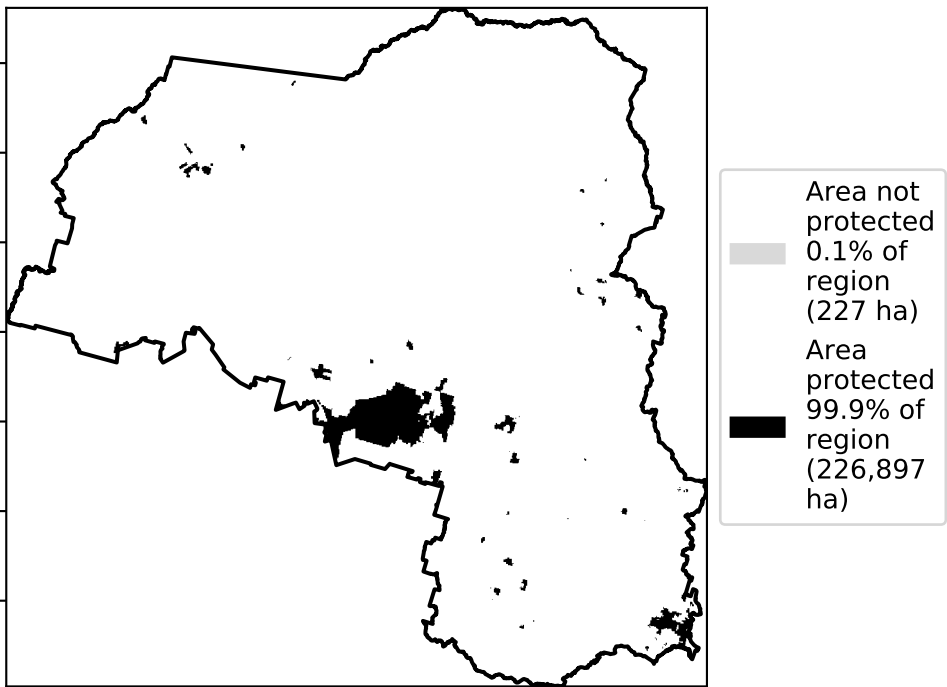 Area not
protected
0.1% of
region
(227 ha)
Area
protected
99.9% of
region
(226,897
ha)